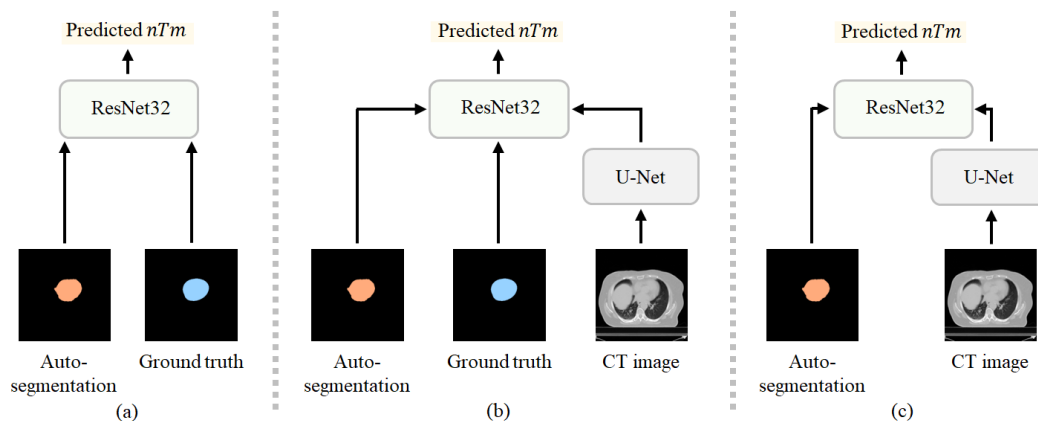 Predicted nTm
ResNet32
Auto-
segmentation
Ground truth
(a)
Predicted nTm
ResNet32
U-Net
Auto-
segmentation
Ground truth
CT image
(b)
Predicted nTm
ResNet32
U-Net
Auto-
segmentation
CT image
(c)